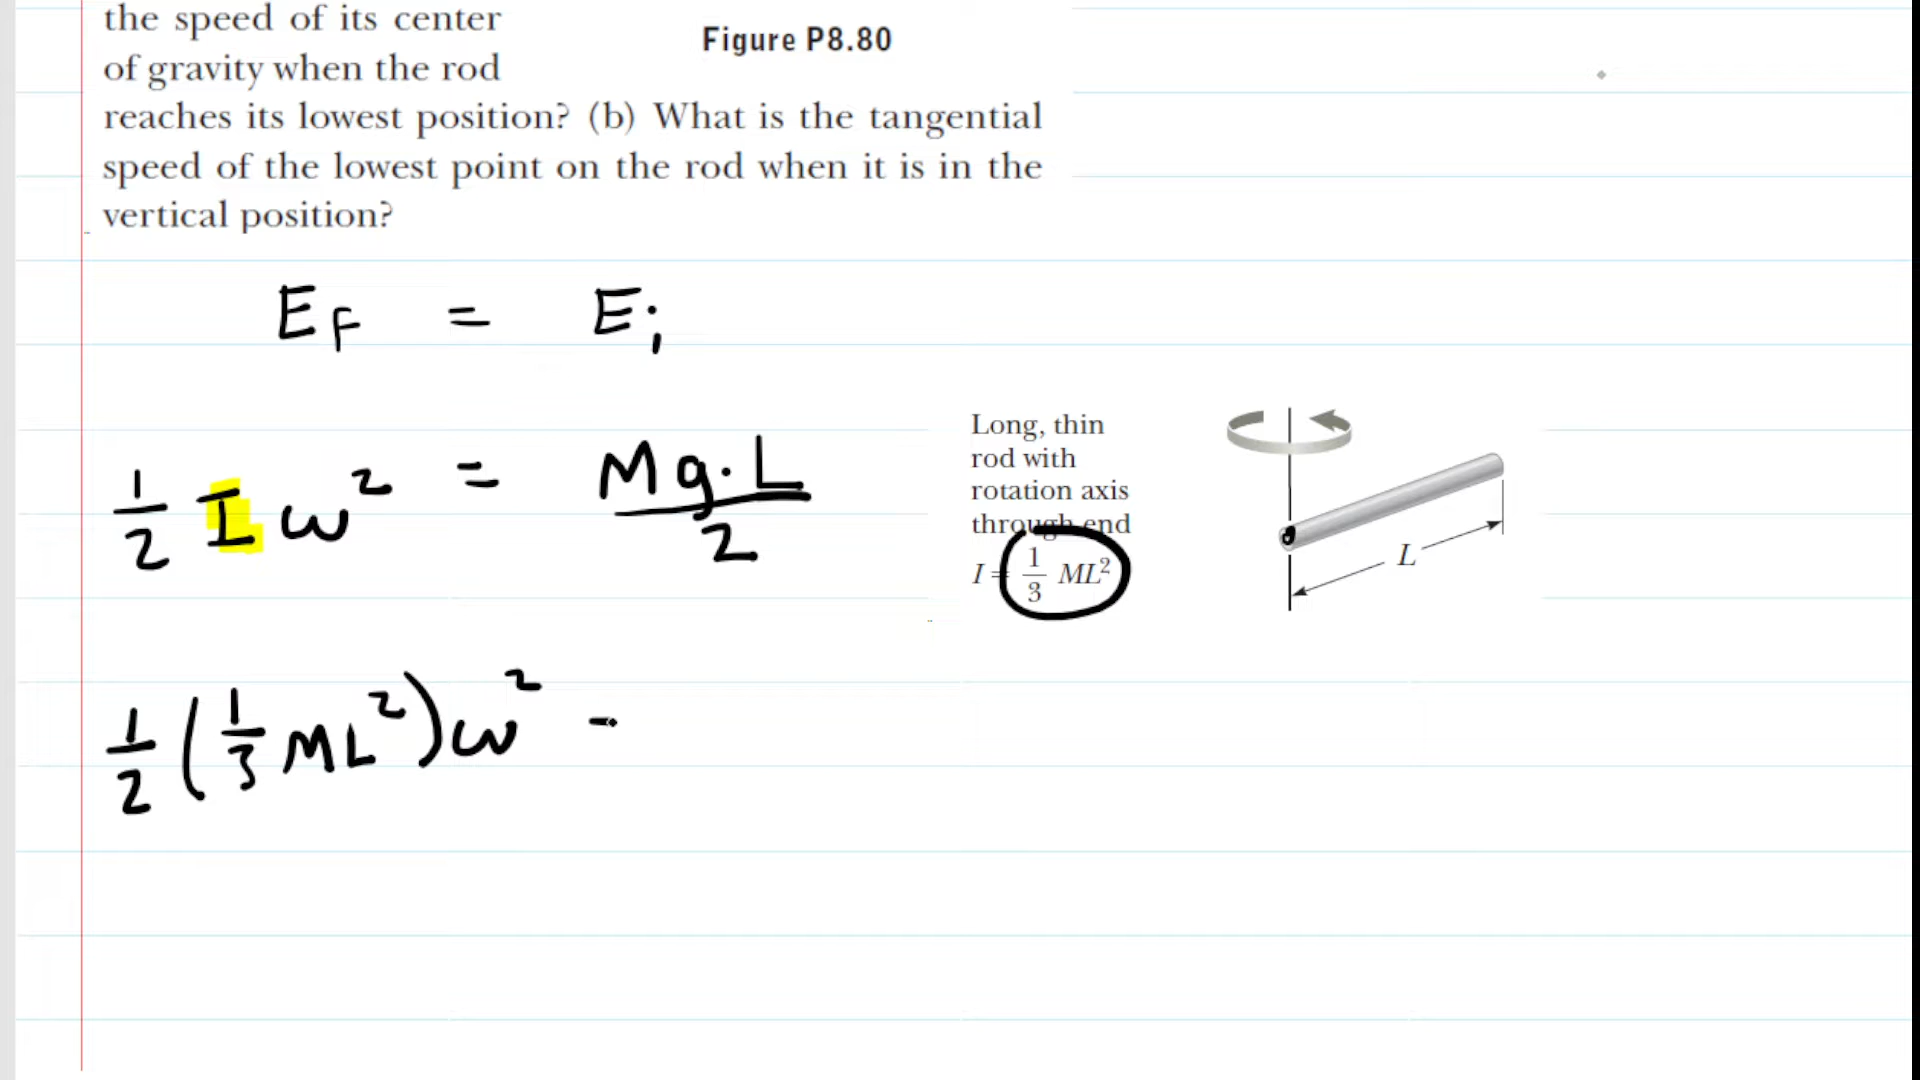 the speed of its center
of gravity when the rod
Figure P8.80
reaches its lowest position? (b) What is the tangential
speed of the lowest point on the rod when it is in the
vertical position?
E_F = E_i
1/2 I ω² = Mg·L/2
Long, thin
rod with
rotation axis
through end
I = 1/3 ML²
L
1/2 (1/3 ML²) ω² -